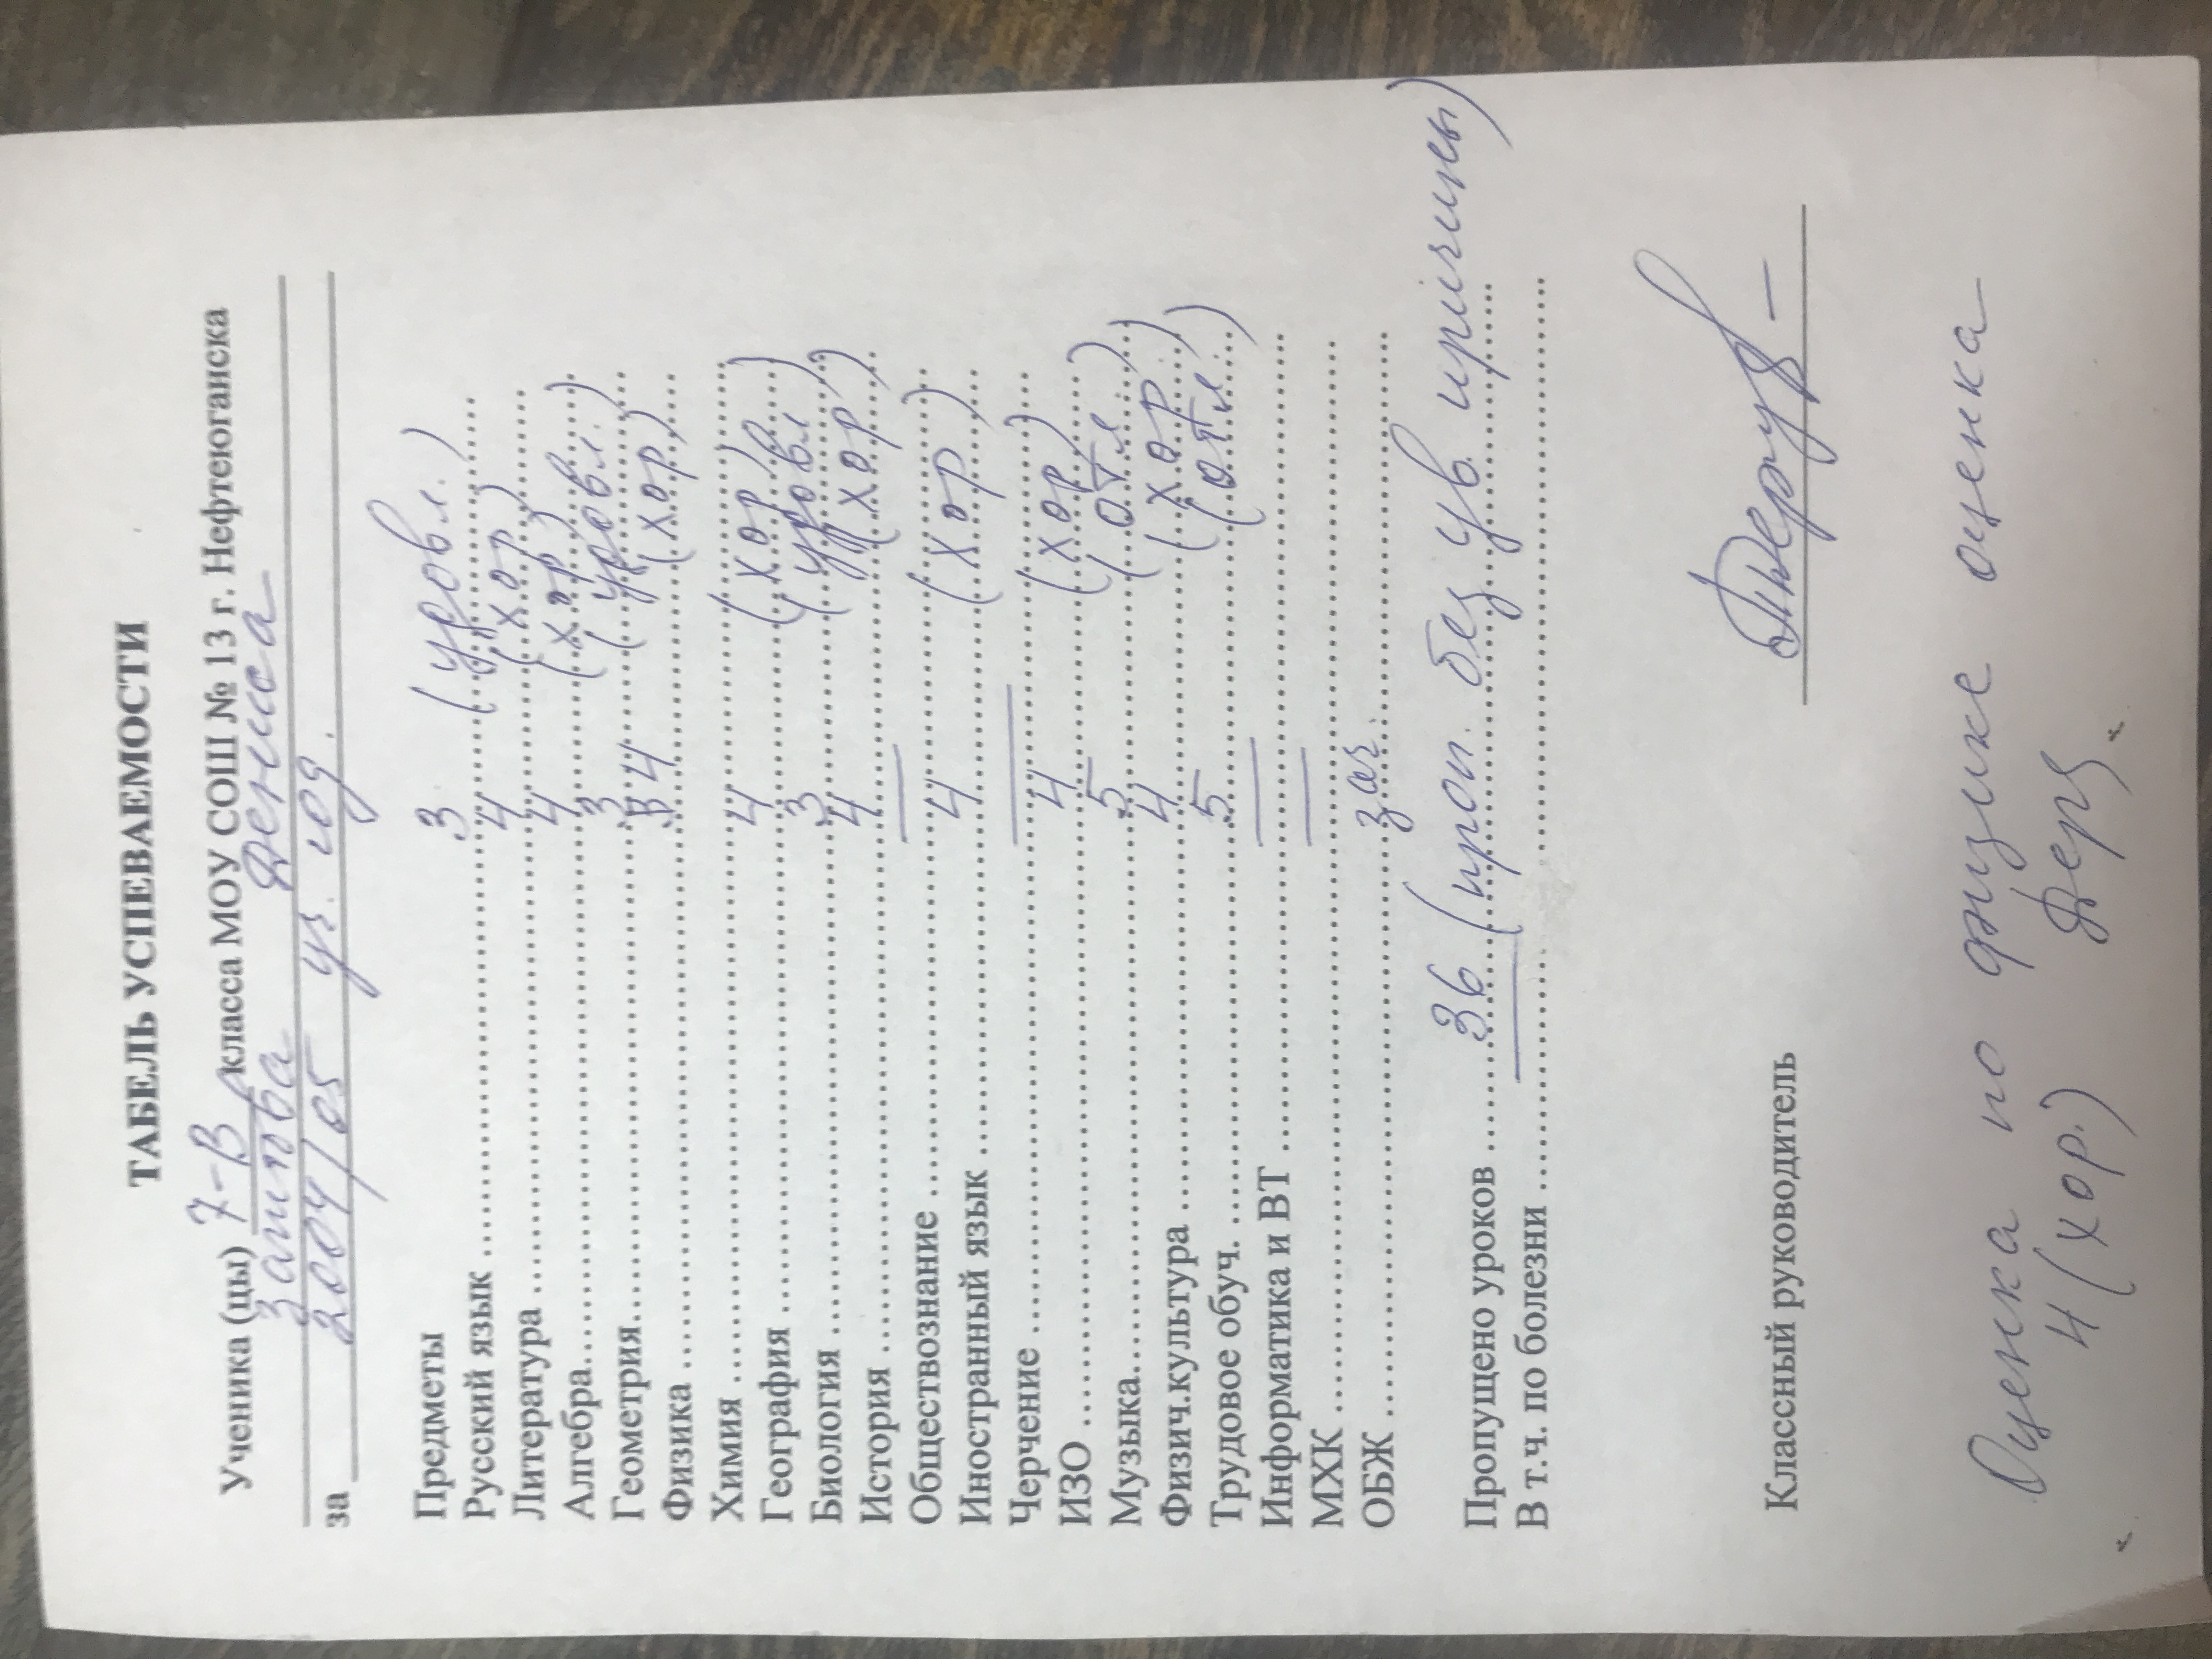 ТАБЕЛЬ УСПЕВАЕМОСТИ
Ученика (цы) 7-В класса МОУ СОШ № 13 г. Нефтеюганска
Заитова Дениса
за 2004/05 уч. год.
Предметы
Русский язык 3 (удовл.)
Литература 4 (хор)
Алгебра 4 (хор)
Геометрия 3 (удовл.)
Физика 3 4 (хор)
Химия
География 4 (хор)
Биология 3 (удовл)
История 4 (хор)
Обществознание —
Иностранный язык 4 (хор)
Черчение —
ИЗО 4 (хор)
Музыка 5 (отл.)
Физич.культура 4 (хор.)
Трудовое обуч. 5 (отл.)
Информатика и ВТ —
МХК —
ОБЖ зач.
Пропущено уроков 36 (проп. без ув. причины)
В т.ч. по болезни —
Классный руководитель
Оценка по физике оценка
4 (хор.)